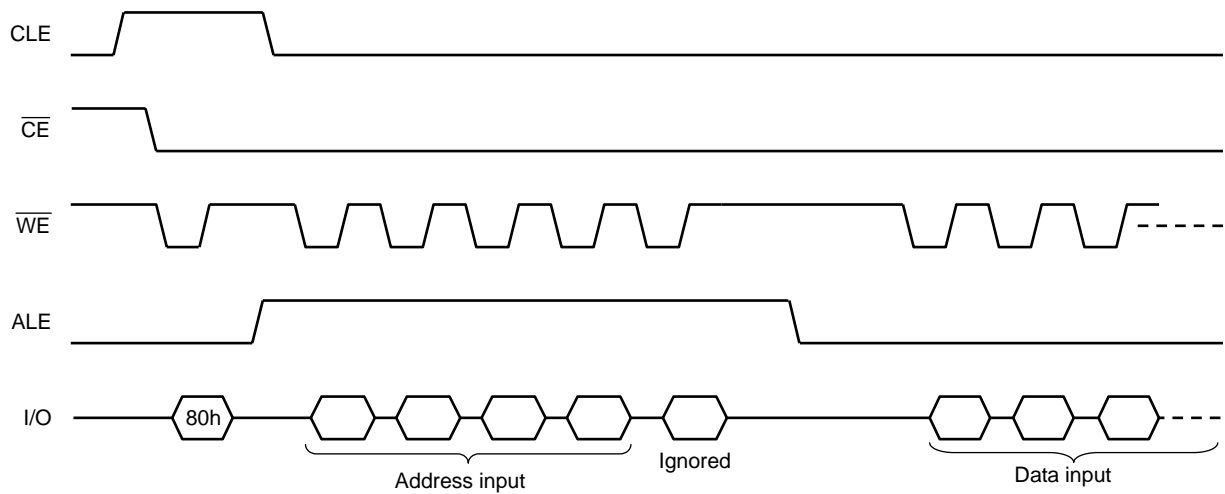 CLE
CE
WE
ALE
I/O
80h
Address input
Ignored
Data input